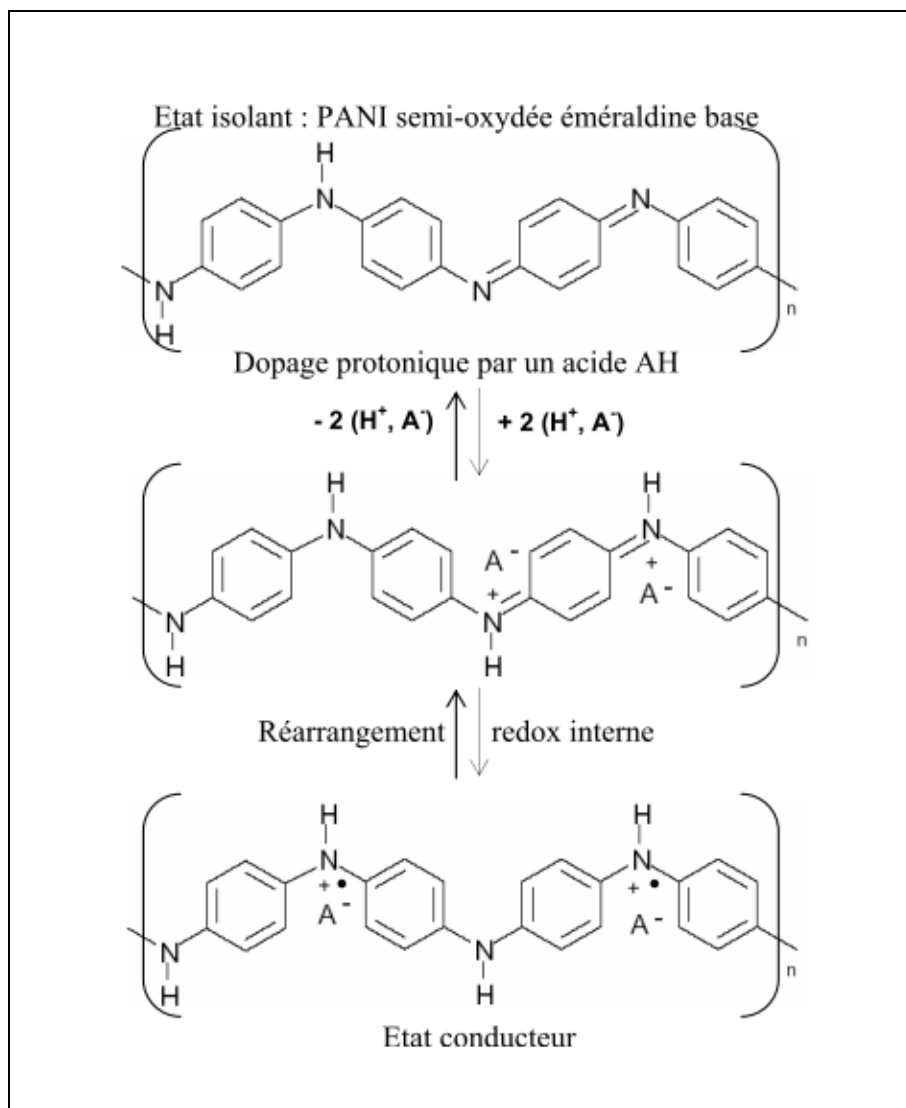 Etat isolant : PANI semi-oxydée éméraldine base
H
N
N
N
H
N
n
Dopage protonique par un acide AH
- 2 (H⁺, A⁻) + 2 (H⁺, A⁻)
H H
N N
A⁻ +
+ A⁻
N N
H H
n
Réarrangement redox interne
H H
N N
+ • + •
A⁻ A⁻
N N
H H
n
Etat conducteur